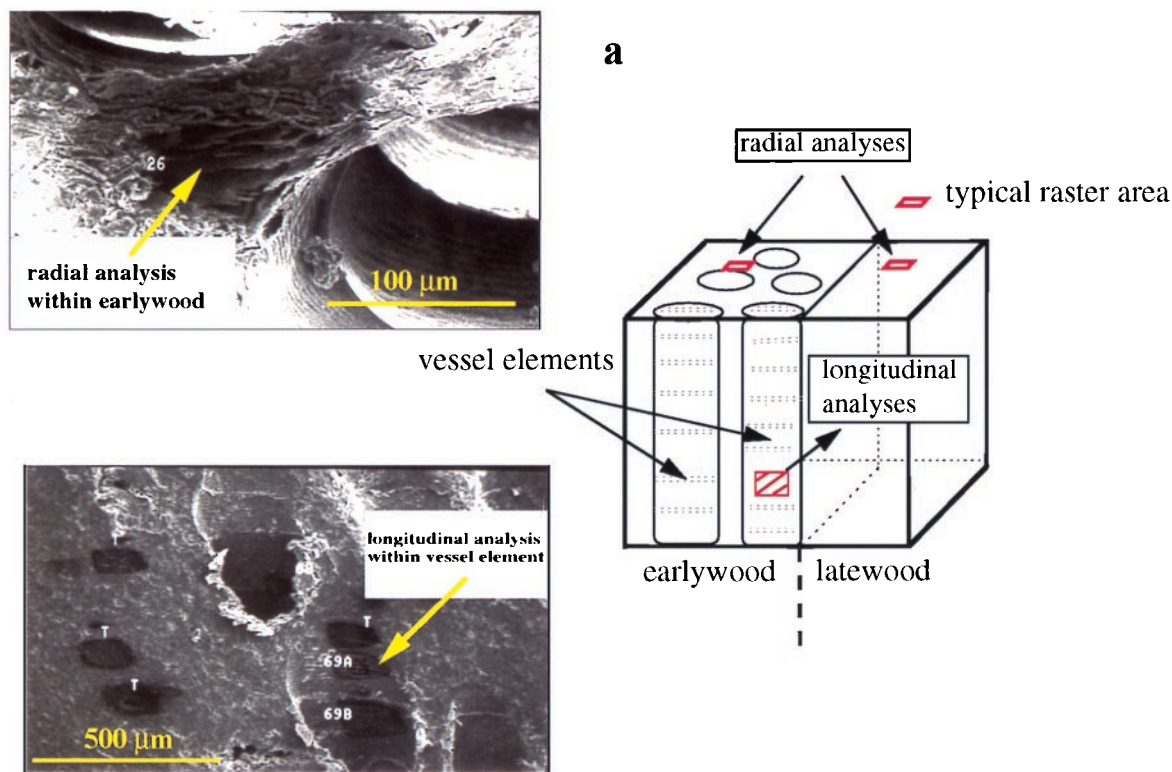 a
26
radial analysis
within earlywood
100 µm
radial analyses
typical raster area
vessel elements
longitudinal
analyses
earlywood
latewood
longitudinal analysis
within vessel element
T
T
69A
T
69B
500 µm